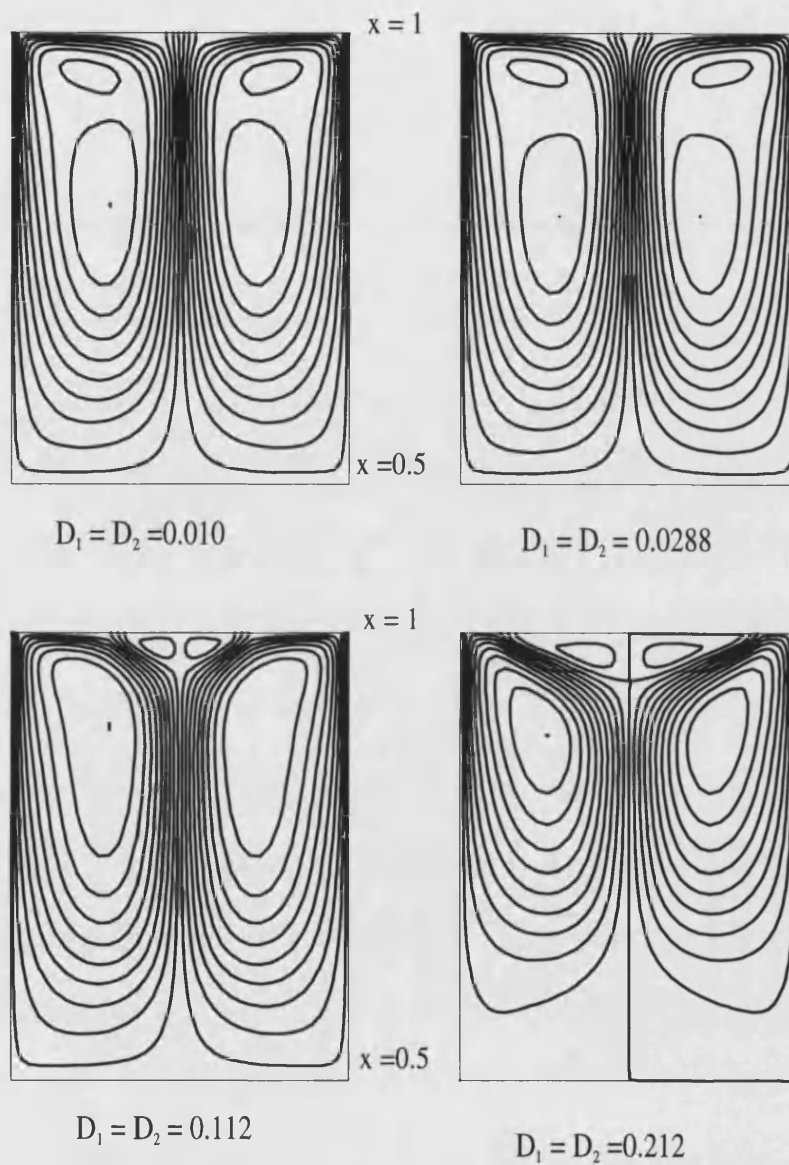 x = 1
x =0.5
D₁ = D₂ =0.010
D₁ = D₂ = 0.0288
x = 1
x =0.5
D₁ = D₂ = 0.112
D₁ = D₂ =0.212